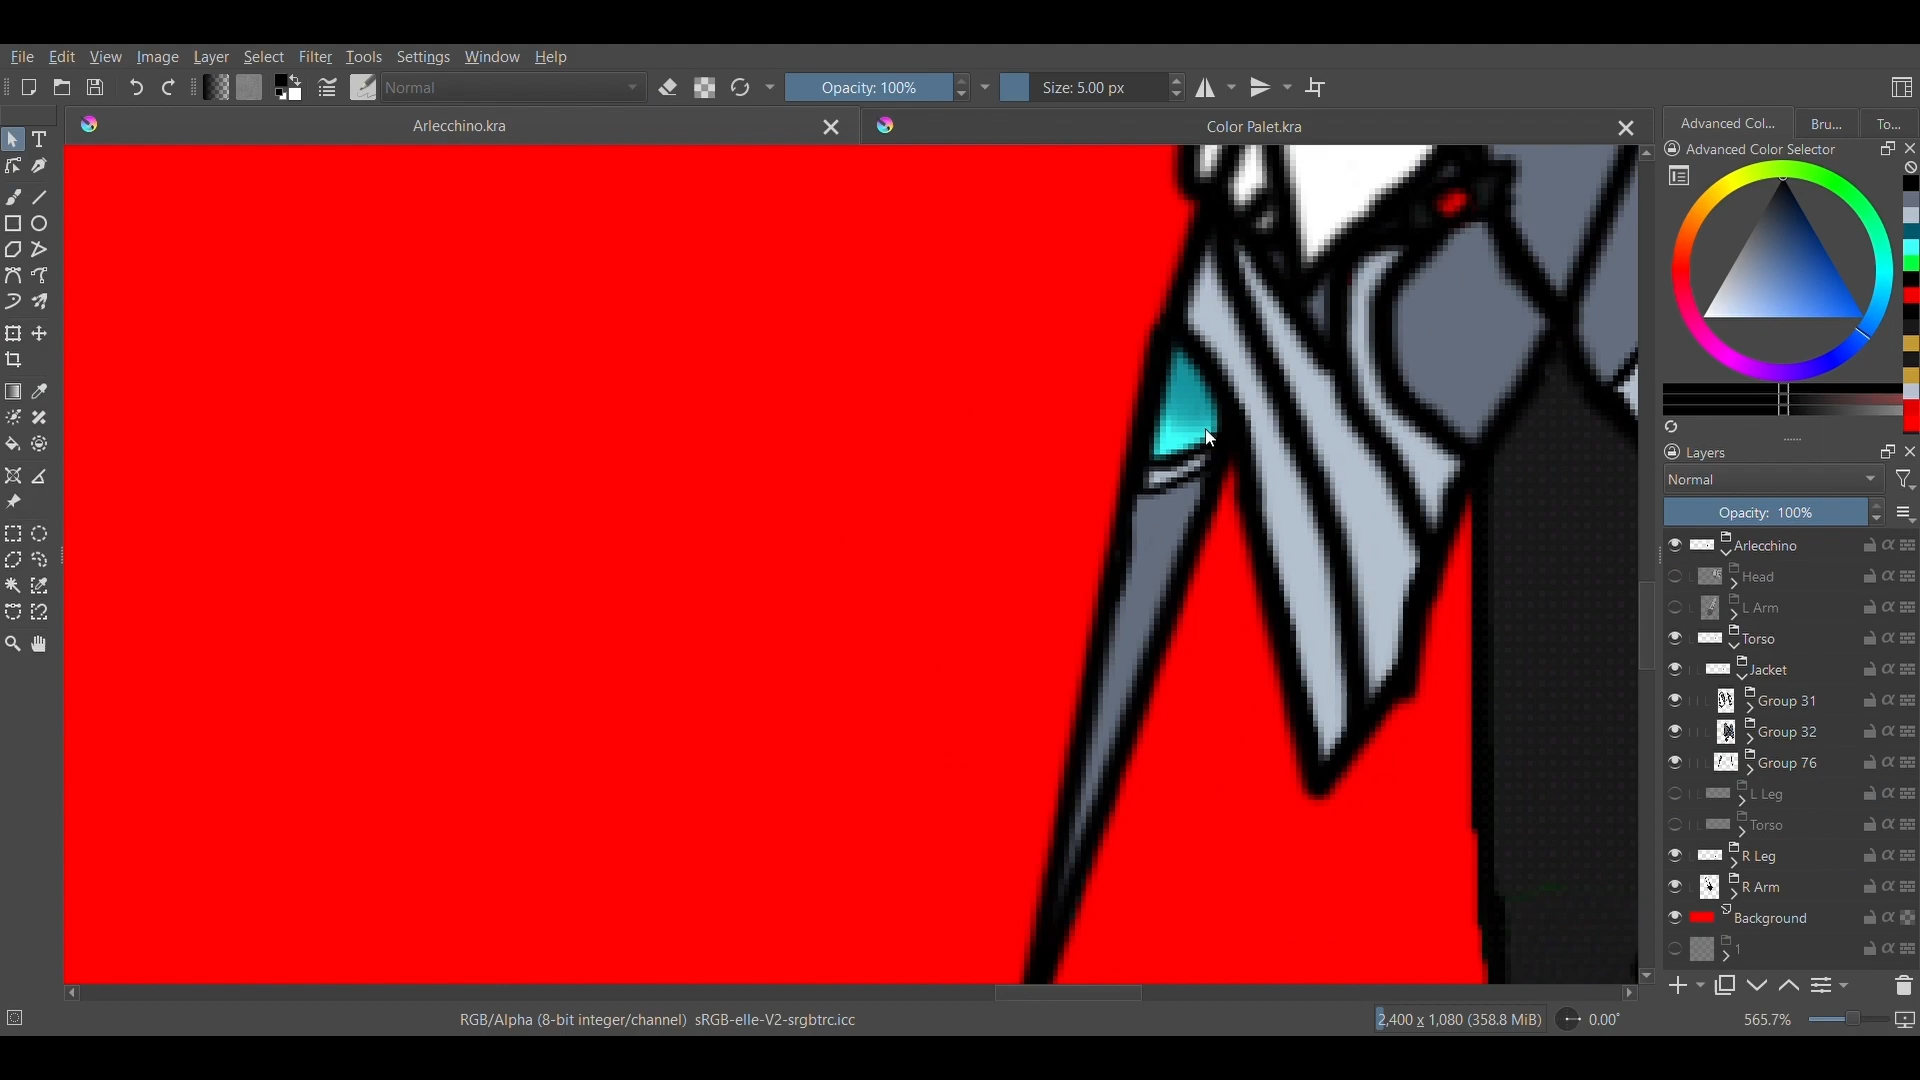 File Edit View Image Layer Select Filter Tools Settings Window Help
Normal Opacity: 100% Size: 5.00 px
Arlecchino.kra Color Palet.kra
Advanced Col... Bru... To...
Advanced Color Selector
Layers
Normal
Opacity: 100%
Arlecchino
Head
L Arm
Torso
Jacket
Group 31
Group 32
Group 76
L Leg
Torso
R Leg
R Arm
Background
1
RGB/Alpha (8-bit integer/channel) sRGB-elle-V2-srgbtrc.icc 2,400 x 1,080 (358.8 MiB) 0.00° 565.7%